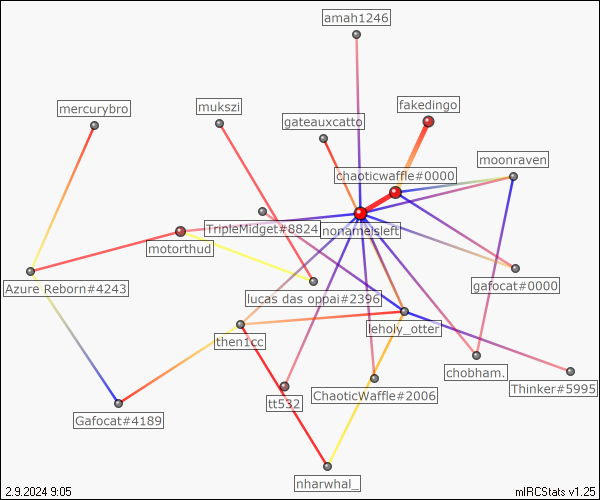 amah1246
mercurybro
mukszi
gateauxcatto
fakedingo
moonraven
chaoticwaffle#0000
TripleMidget#8824
nonameisleft
motorthud
Azure Reborn#4243
lucas das oppai#2396
gafocat#0000
leholy_otter
then1cc
chobham.
Thinker#5995
ChaoticWaffle#2006
tt532
Gafocat#4189
nharwhal_
2.9.2024 9:05
mIRCStats v1.25